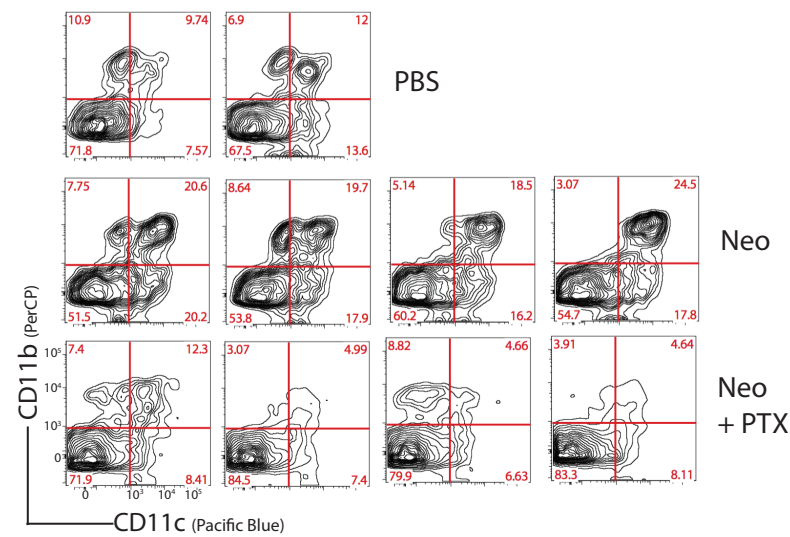 10.9 9.74 6.9 12
PBS
71.8 7.57 67.5 13.6
7.75 20.6 8.64 19.7 5.14 18.5 3.07 24.5
Neo
51.5 20.2 53.8 17.9 60.2 16.2 54.7 17.8
7.4 12.3 3.07 4.99 8.82 4.66 3.91 4.64
10⁵
10⁴
Neo
+ PTX
10³
0
71.9 8.41 84.5 7.4 79.9 6.63 83.3 8.11
0 10³ 10⁴ 10⁵
CD11b (PerCP)
CD11c (Pacific Blue)